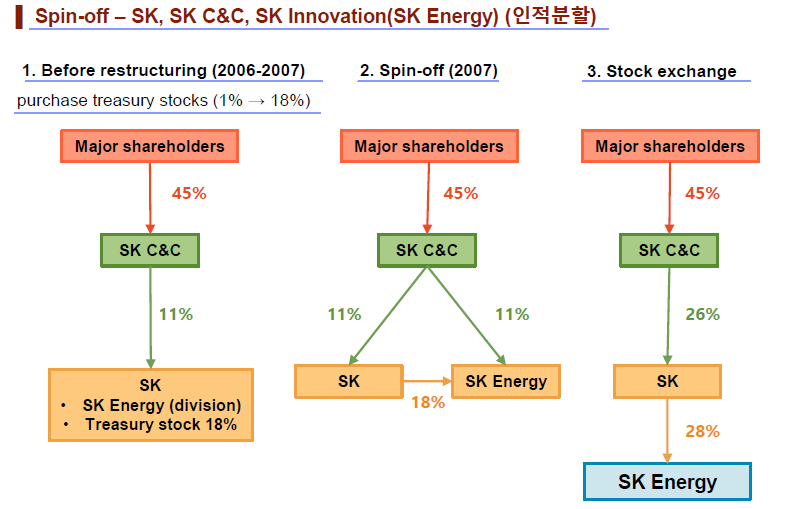 Spin-off – SK, SK C&C, SK Innovation(SK Energy) (인적분할)
1. Before restructuring (2006-2007)
purchase treasury stocks (1% → 18%)
Major shareholders
45%
SK C&C
11%
SK
• SK Energy (division)
• Treasury stock 18%
2. Spin-off (2007)
Major shareholders
45%
SK C&C
11%
11%
SK
SK Energy
18%
3. Stock exchange
Major shareholders
45%
SK C&C
26%
SK
28%
SK Energy